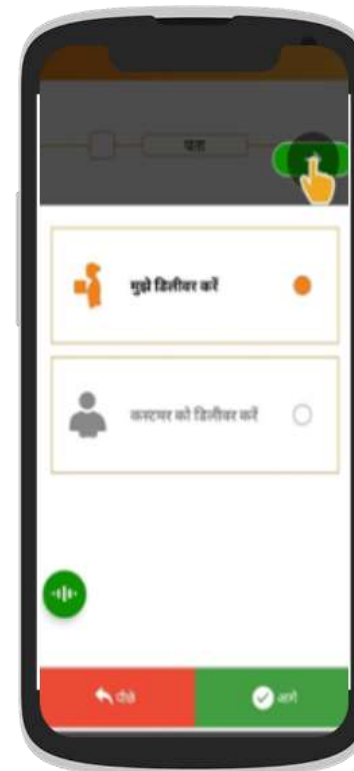 पता
मुझे डिलीवर करें
कस्टमर को डिलीवर करें
पीछे
आगे